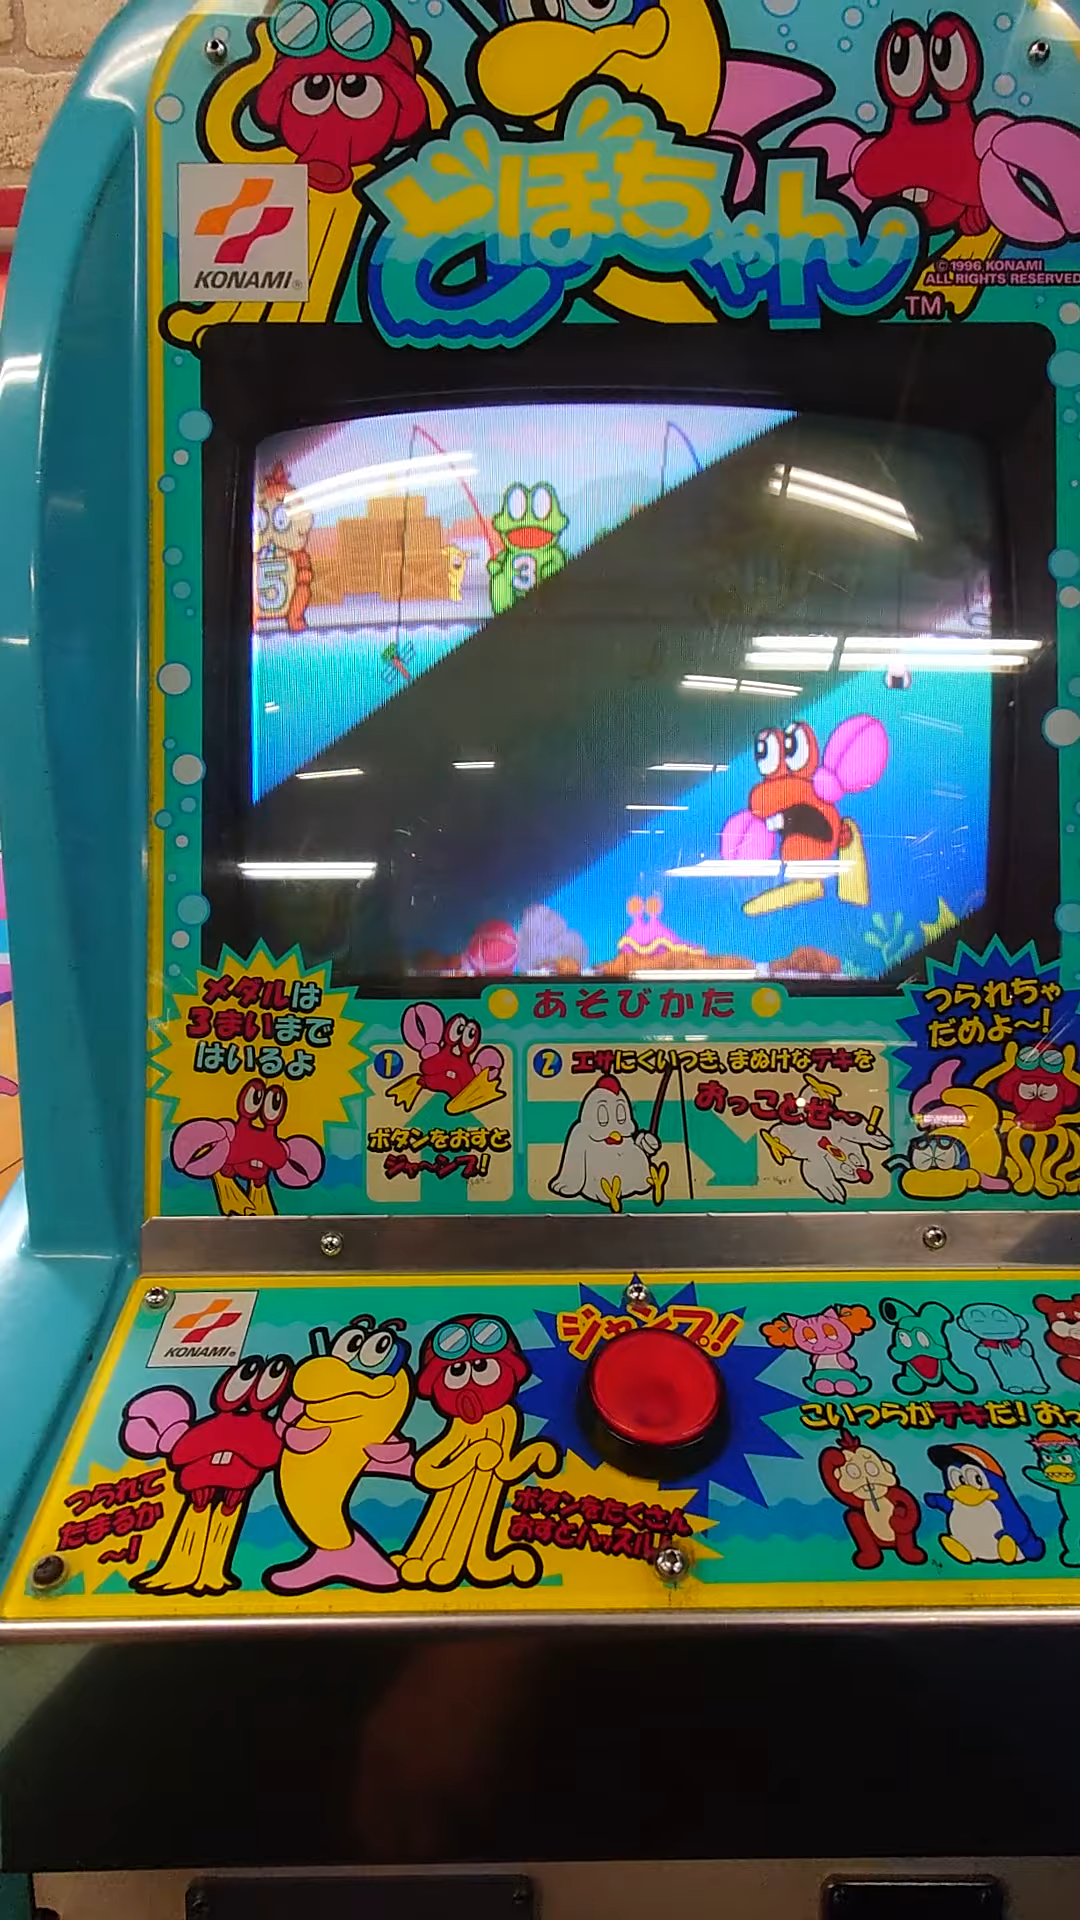 どぼちゃん
TM
KONAMI®
© 1996 KONAMI
ALL RIGHTS RESERVED
5
3
メダルは
3まいまで
はいるよ
あそびかた
つられちゃ
だめよ〜!
1
ボタンをおすと
ジャ〜ンプ!
2 エサにくいつき、まぬけなテキを
おっことせ〜!
KONAMI®
ジャンプ!
こいつらがテキだ! おっ
つられて
たまるか
〜!
ボタンをたくさん
おすとハッスル!